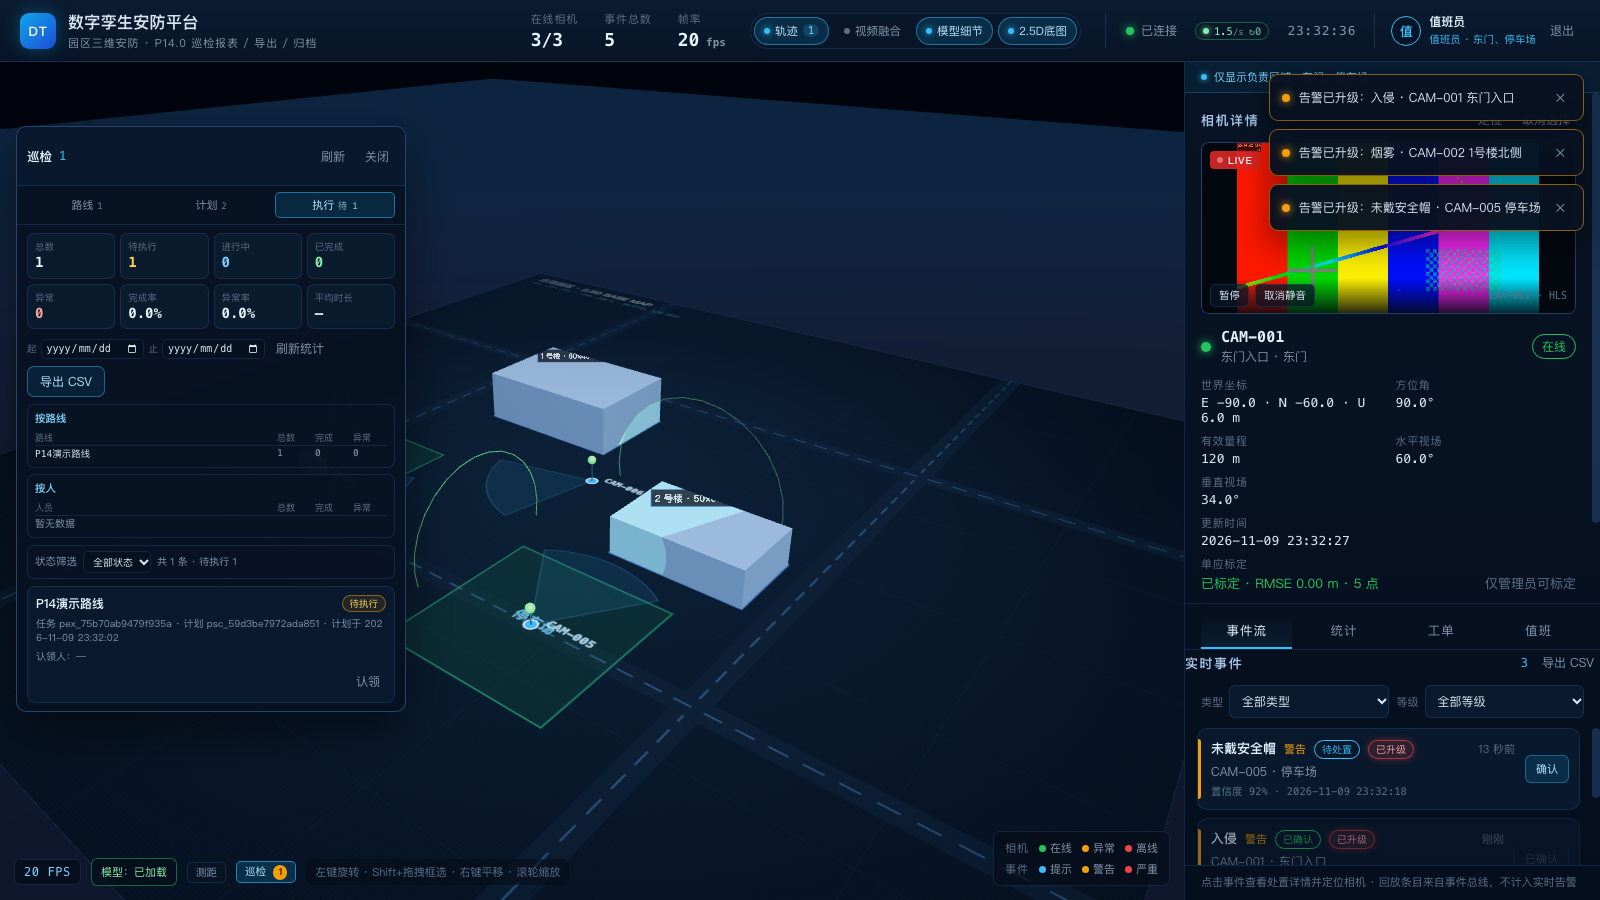 DT
数字孪生安防平台
园区三维安防 · P14.0 巡检报表 / 导出 / 归档
在线相机
3/3
事件总数
5
帧率
20 fps
轨迹 1
视频融合
模型细节
2.5D底图
已连接
1.5/s ↻0
23:32:36
值
值班员
值班员 · 东门、停车场
退出
巡检 1
刷新
关闭
路线 1
计划 2
执行 待 1
总数
1
待执行
1
进行中
0
已完成
0
异常
0
完成率
0.0%
异常率
0.0%
平均时长
—
起 yyyy/mm/dd
止 yyyy/mm/dd
刷新统计
导出 CSV
按路线
路线 总数 完成 异常
P14演示路线 1 0 0
按人
人员 总数 完成 异常
暂无数据
状态筛选 全部状态 共 1 条 · 待执行 1
P14演示路线
待执行
任务 pex_75b70ab9479f935a · 计划 psc_59d3be7972ada851 · 计划于 202
6-11-09 23:32:02
认领人: —
认领
1 号楼 · 60x
2 号楼 · 50x
CAM-006
停车场
CAM-005
20 FPS
模型: 已加载
测距
巡检 1
左键旋转 · Shift+拖拽框选 · 右键平移 · 滚轮缩放
相机 在线 异常 离线
事件 提示 警告 严重
仅显示负责
告警已升级: 入侵 · CAM-001 东门入口 ×
告警已升级: 烟雾 · CAM-002 1号楼北侧 ×
告警已升级: 未戴安全帽 · CAM-005 停车场 ×
相机详情
LIVE
暂停
取消静音
HLS
CAM-001
东门入口 · 东门
在线
世界坐标
E -90.0 · N -60.0 · U
6.0 m
方位角
90.0°
有效量程
120 m
水平视场
60.0°
垂直视场
34.0°
更新时间
2026-11-09 23:32:27
单应标定
已标定 · RMSE 0.00 m · 5 点
仅管理员可标定
事件流
统计
工单
值班
实时事件
3
导出 CSV
类型 全部类型
等级 全部等级
未戴安全帽 警告 待处置 已升级 13 秒前
CAM-005 · 停车场
确认
置信度 92% · 2026-11-09 23:32:18
入侵 警告 已确认 已升级 刚刚
CAM-001 · 东门入口
已确认
点击事件查看处置详情并定位相机 · 回放条目来自事件总线, 不计入实时告警